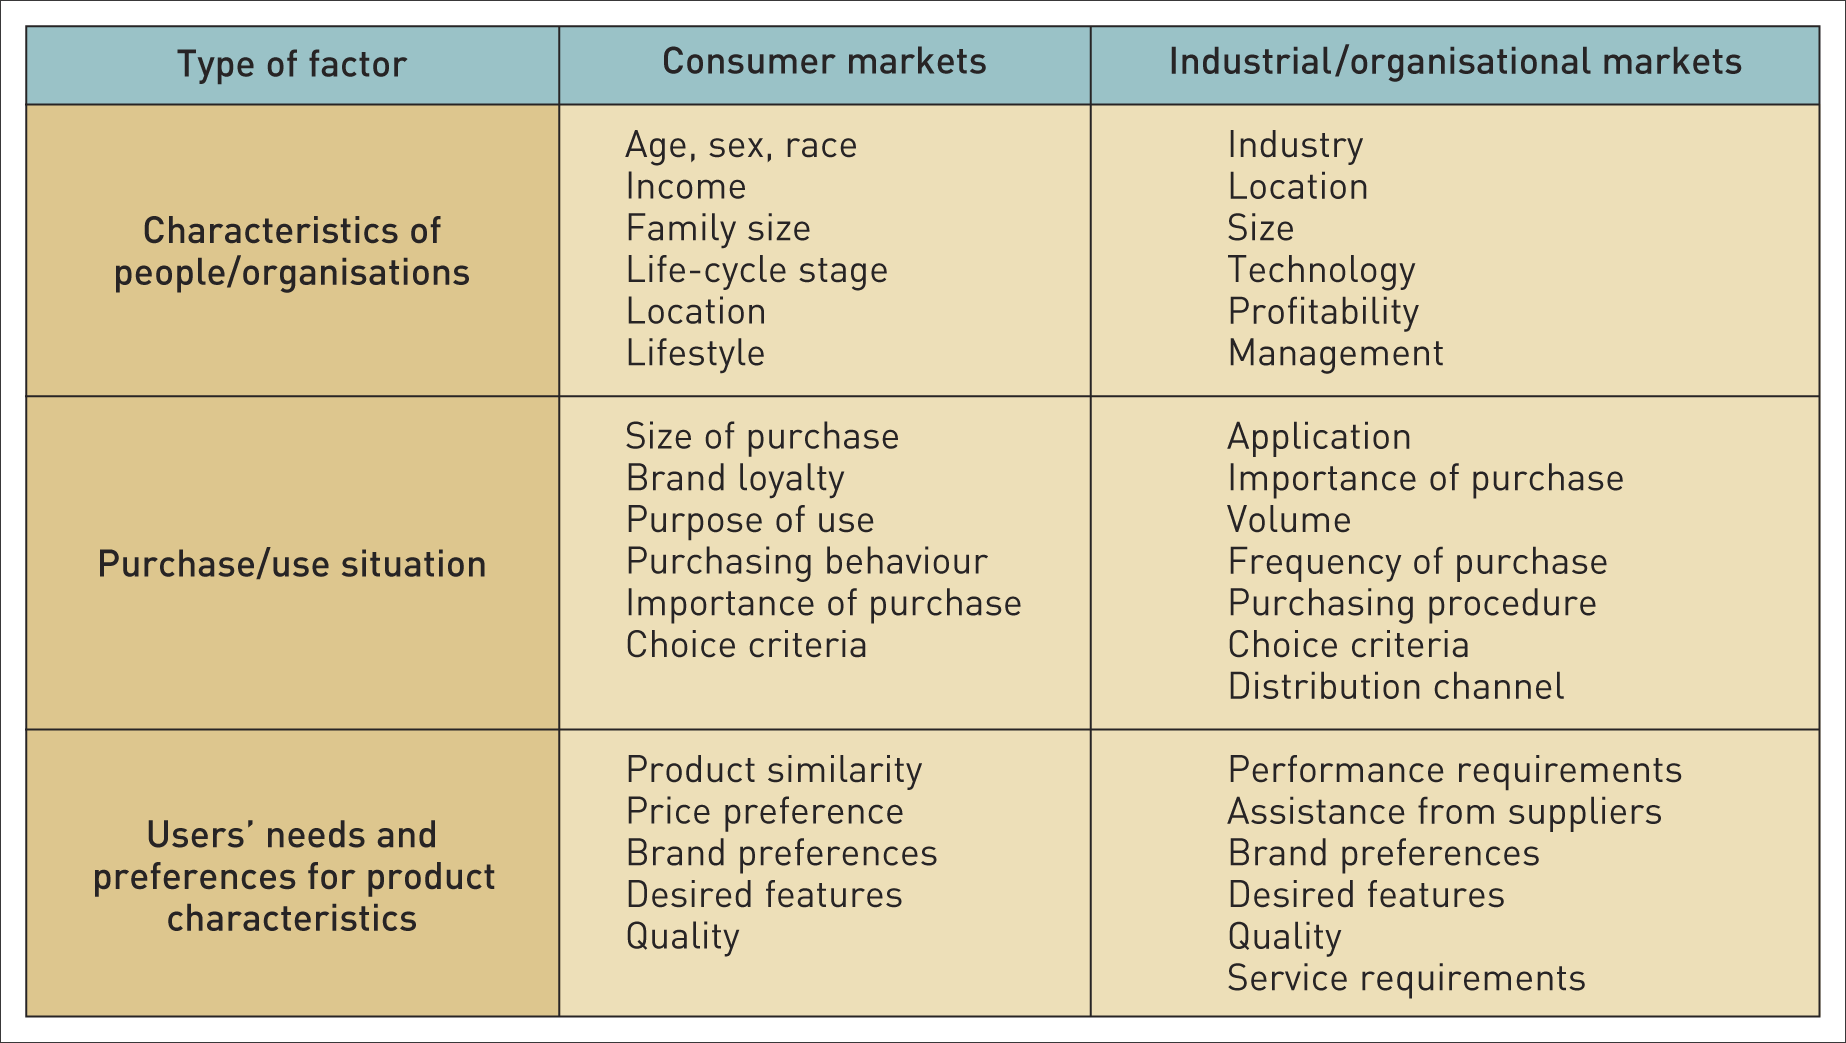 Type of factor
Consumer markets
Industrial/organisational markets
Characteristics of
people/organisations
Age, sex, race
Income
Family size
Life-cycle stage
Location
Lifestyle
Industry
Location
Size
Technology
Profitability
Management
Purchase/use situation
Size of purchase
Brand loyalty
Purpose of use
Purchasing behaviour
Importance of purchase
Choice criteria
Application
Importance of purchase
Volume
Frequency of purchase
Purchasing procedure
Choice criteria
Distribution channel
Users’ needs and
preferences for product
characteristics
Product similarity
Price preference
Brand preferences
Desired features
Quality
Performance requirements
Assistance from suppliers
Brand preferences
Desired features
Quality
Service requirements